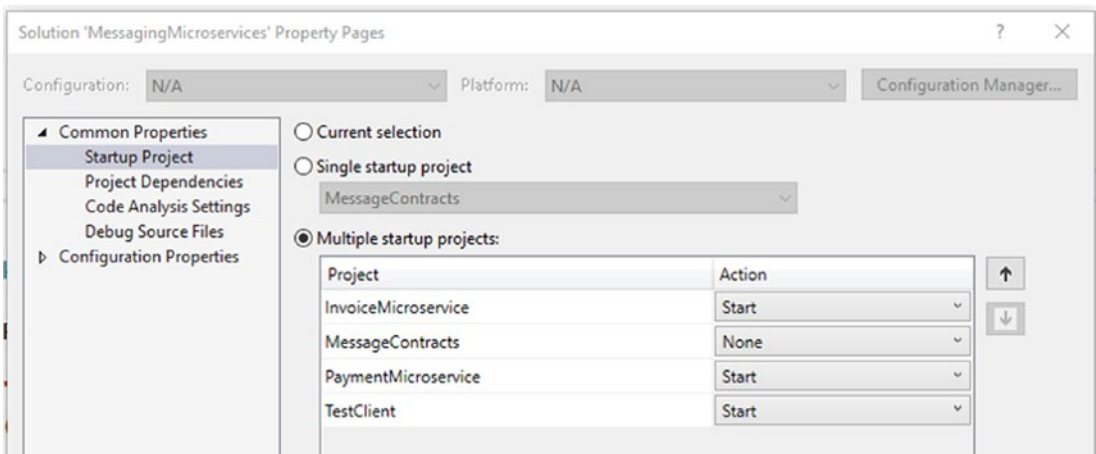 Solution 'MessagingMicroservices' Property Pages ? ×
Configuration: N/A Platform: N/A Configuration Manager...
Common Properties
Startup Project
Project Dependencies
Code Analysis Settings
Debug Source Files
Configuration Properties
Current selection
Single startup project
MessageContracts
Multiple startup projects:
Project Action
InvoiceMicroservice Start
MessageContracts None
PaymentMicroservice Start
TestClient Start